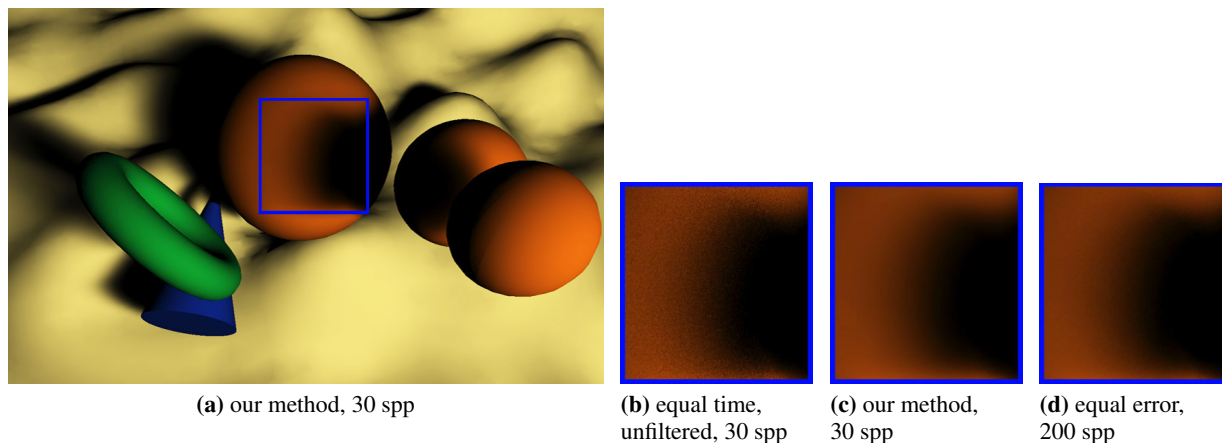 (a) our method, 30 spp
(b) equal time,
unfiltered, 30 spp
(c) our method,
30 spp
(d) equal error,
200 spp